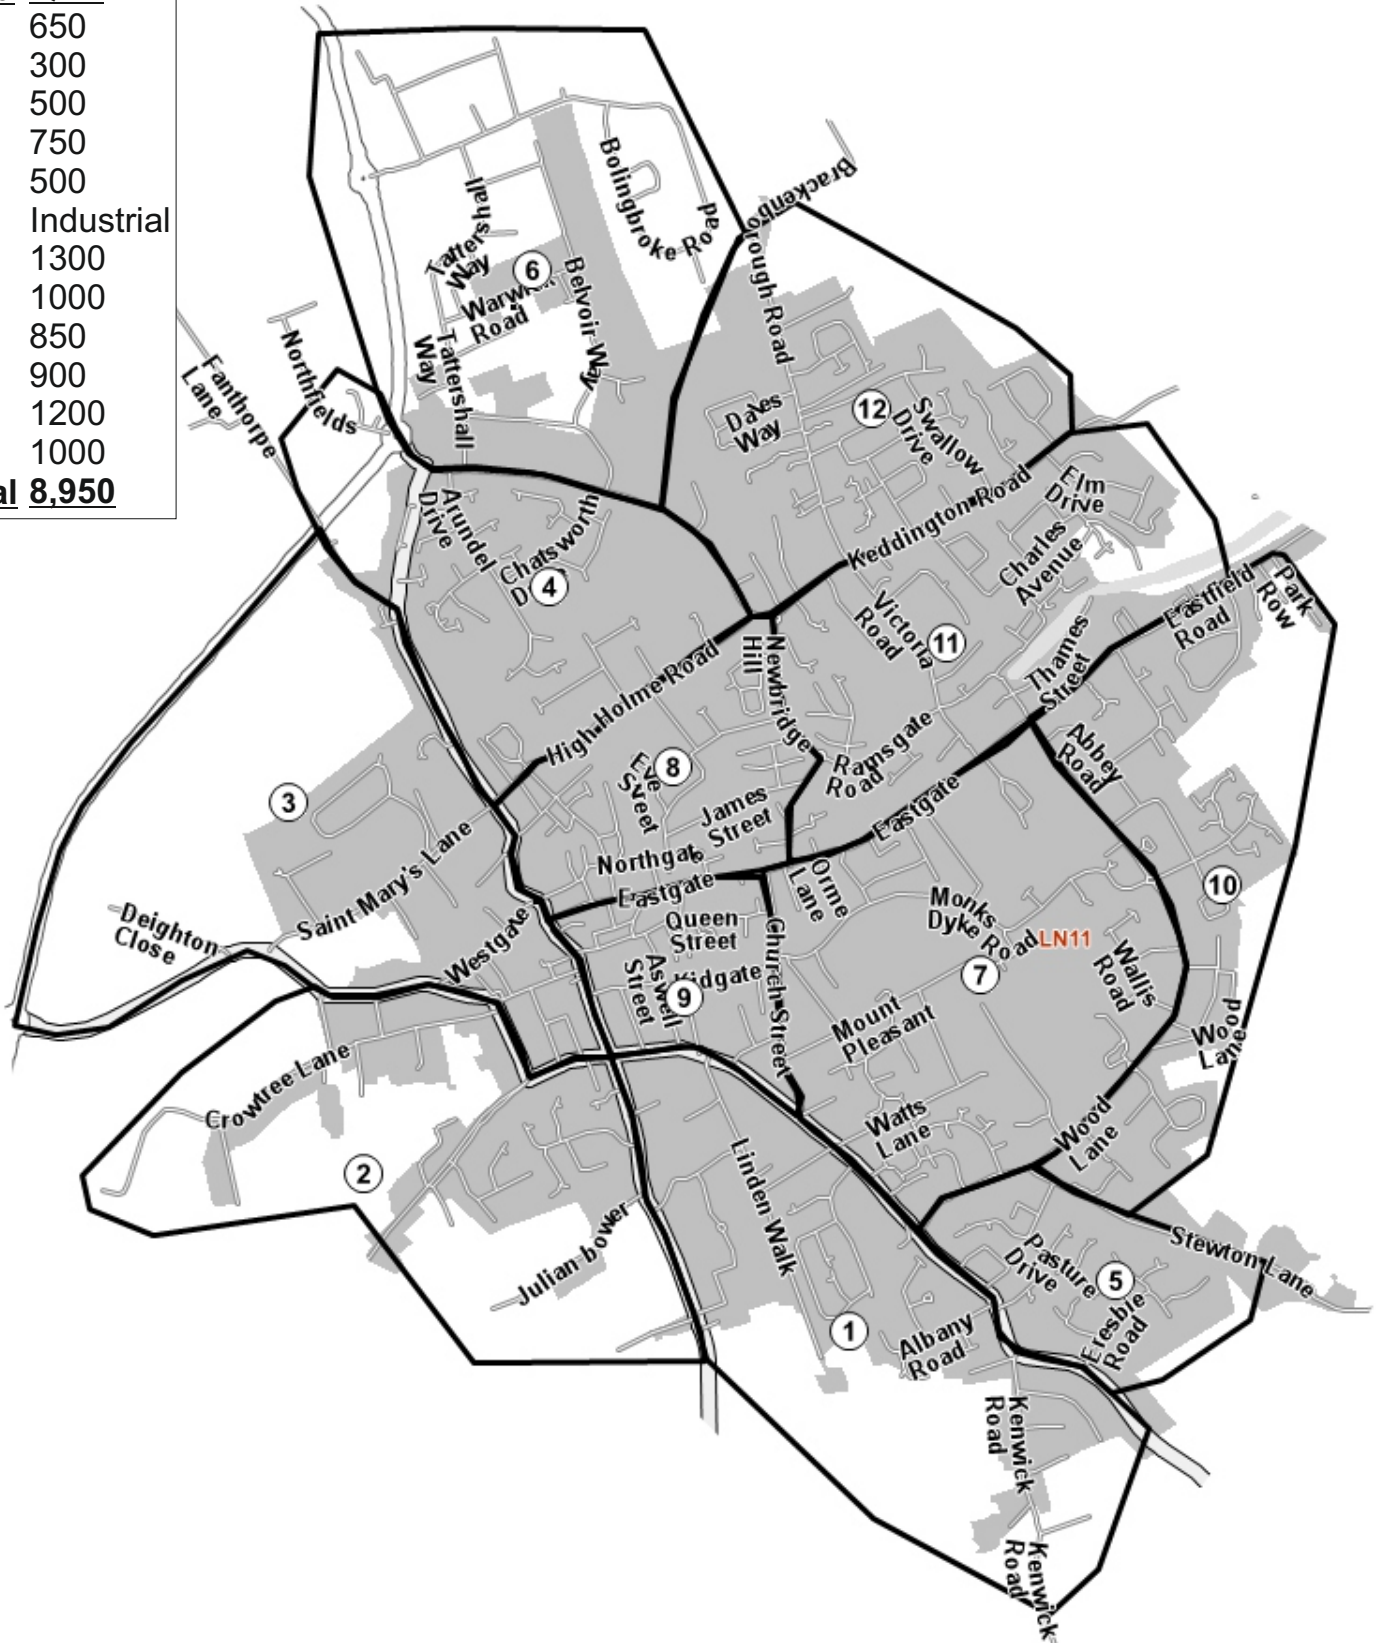 650
300
500
750
500
Industrial
1300
1000
850
900
1200
1000
al 8,950
Brackenborough Road
Bolingbroke Road
Tattershall
Way
6
Warwick
Road
Belvoir Way
Tattershall
Way
Northfields
Fanthorpe
Lane
Dales
Way
12
Swallow
Drive
Elm
Drive
Keddington Road
Arundel
Drive
Chatsworth
4
Charles
Avenue
Eastfield
Road
Park
Row
Victoria
Road
11
Thames
Street
Newbridge
Hill
High Holme Road
Ramsgate
Road
Abbey
Road
Eve
Street
8
James
Street
3
Eastgate
Northgate
Eastgate
Saint Mary's Lane
Orme
Lane
10
Deighton
Close
Westgate
Queen
Street
Monks
Dyke Road
LN11
Wallis
Road
Church Street
Kidgate
Aswell
Street
9
7
Mount
Pleasant
Wood
Lane
Crowtree Lane
Watts
Lane
Wood
Lane
2
Linden Walk
Julian bower
Stewton Lane
Pasture
Drive
5
Eresbie
Road
1
Albany
Road
Kenwick
Road
Kenwick
Road